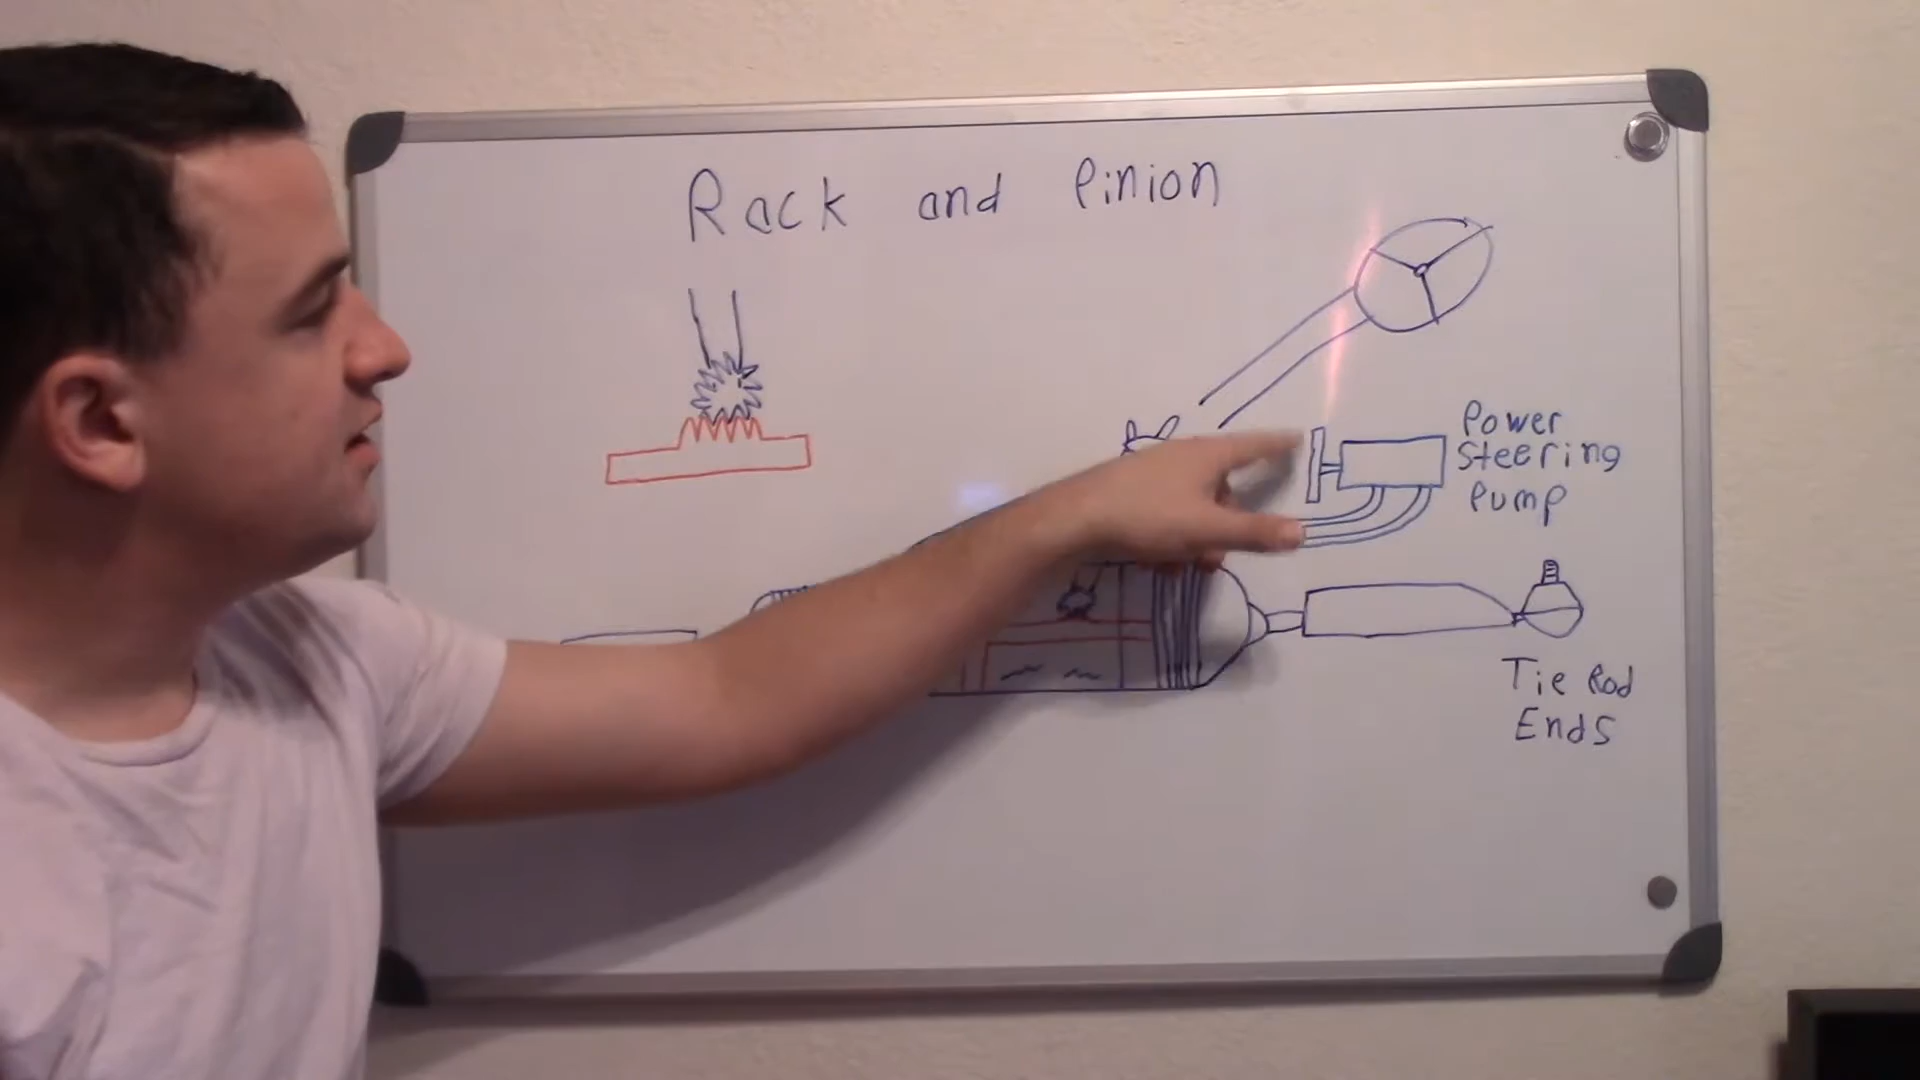 Rack and Pinion
Power
Steering
Pump
Tie Rod
Ends